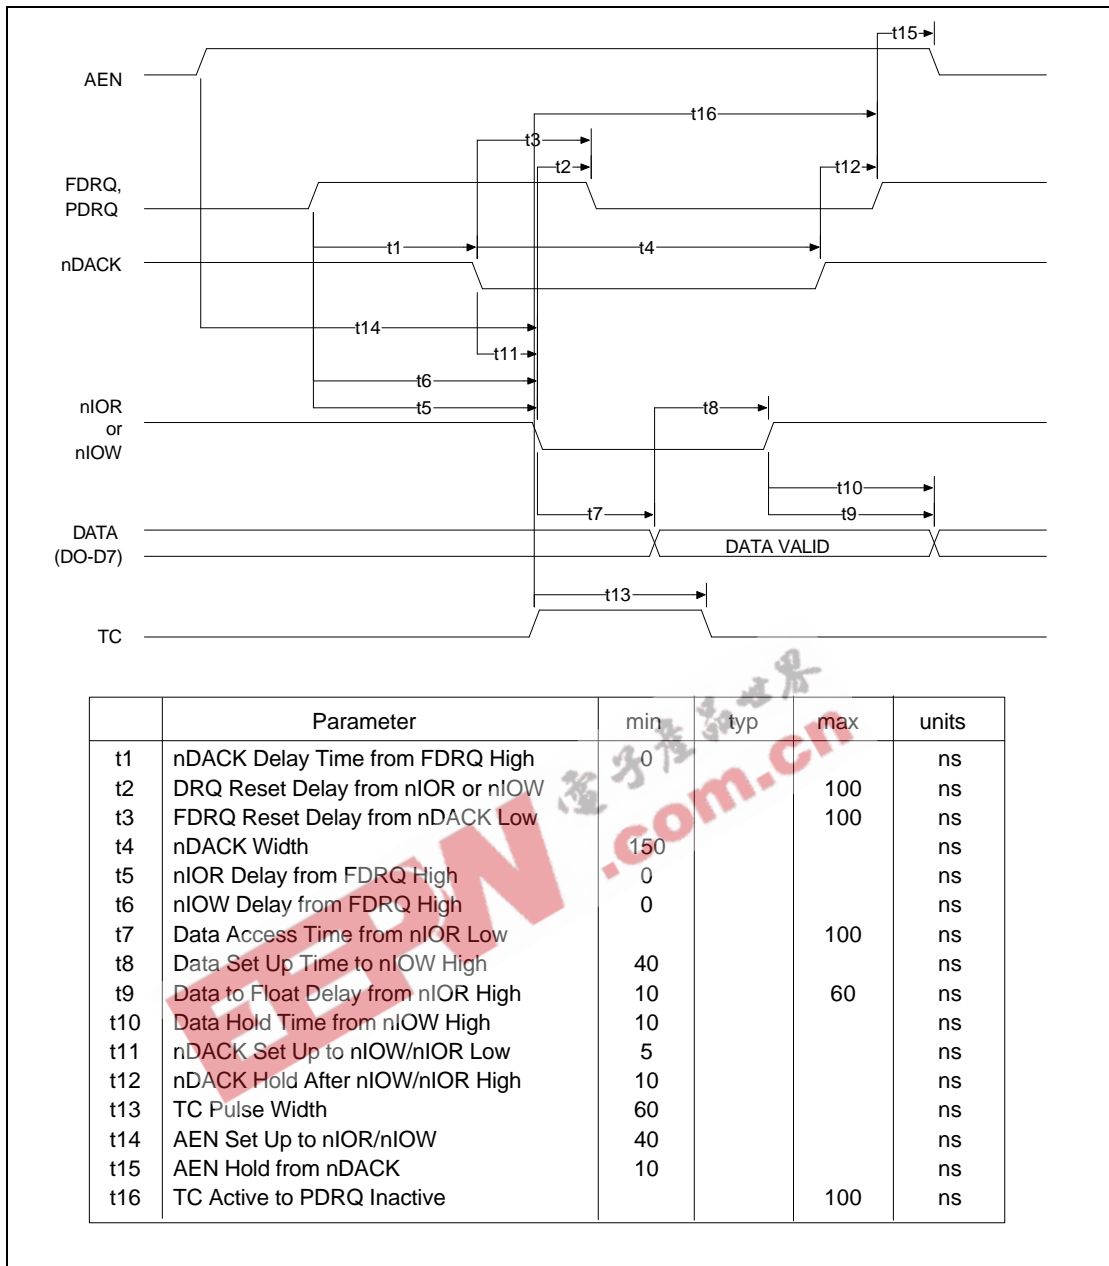 t15
AEN
t16
t3
t2
t12
FDRQ,
PDRQ
t1
t4
nDACK
t14
t11
t6
nIOR
or
nIOW
t5
t8
t10
t7
t9
DATA
(DO-D7)
DATA VALID
t13
TC
Parameter min typ max units
t1 nDACK Delay Time from FDRQ High 0 ns
t2 DRQ Reset Delay from nIOR or nIOW 100 ns
t3 FDRQ Reset Delay from nDACK Low 100 ns
t4 nDACK Width 150 ns
t5 nIOR Delay from FDRQ High 0 ns
t6 nIOW Delay from FDRQ High 0 ns
t7 Data Access Time from nIOR Low 100 ns
t8 Data Set Up Time to nIOW High 40 ns
t9 Data to Float Delay from nIOR High 10 60 ns
t10 Data Hold Time from nIOW High 10 ns
t11 nDACK Set Up to nIOW/nIOR Low 5 ns
t12 nDACK Hold After nIOW/nIOR High 10 ns
t13 TC Pulse Width 60 ns
t14 AEN Set Up to nIOR/nIOW 40 ns
t15 AEN Hold from nDACK 10 ns
t16 TC Active to PDRQ Inactive 100 ns
EEPW
.com.cn
電子產品世界